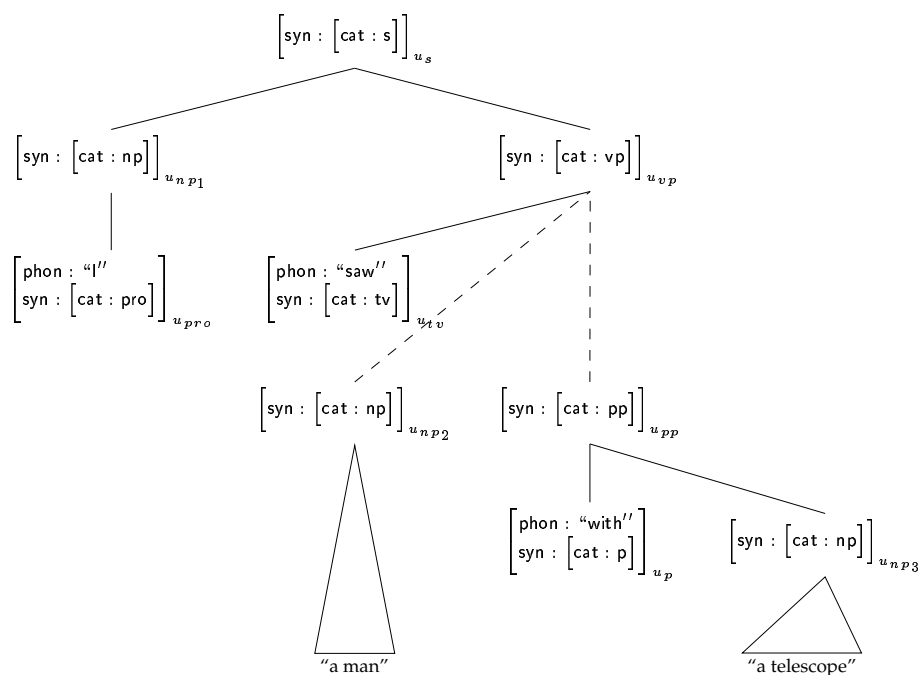 [syn : [cat : s]]u_s
[syn : [cat : np]]u_np1 [syn : [cat : vp]]u_vp
[phon : “I′′ syn : [cat : pro]]u_pro [phon : “saw′′ syn : [cat : tv]]u_tv
[syn : [cat : np]]u_np2 [syn : [cat : pp]]u_pp
[phon : “with′′ syn : [cat : p]]u_p [syn : [cat : np]]u_np3
“a man” “a telescope”